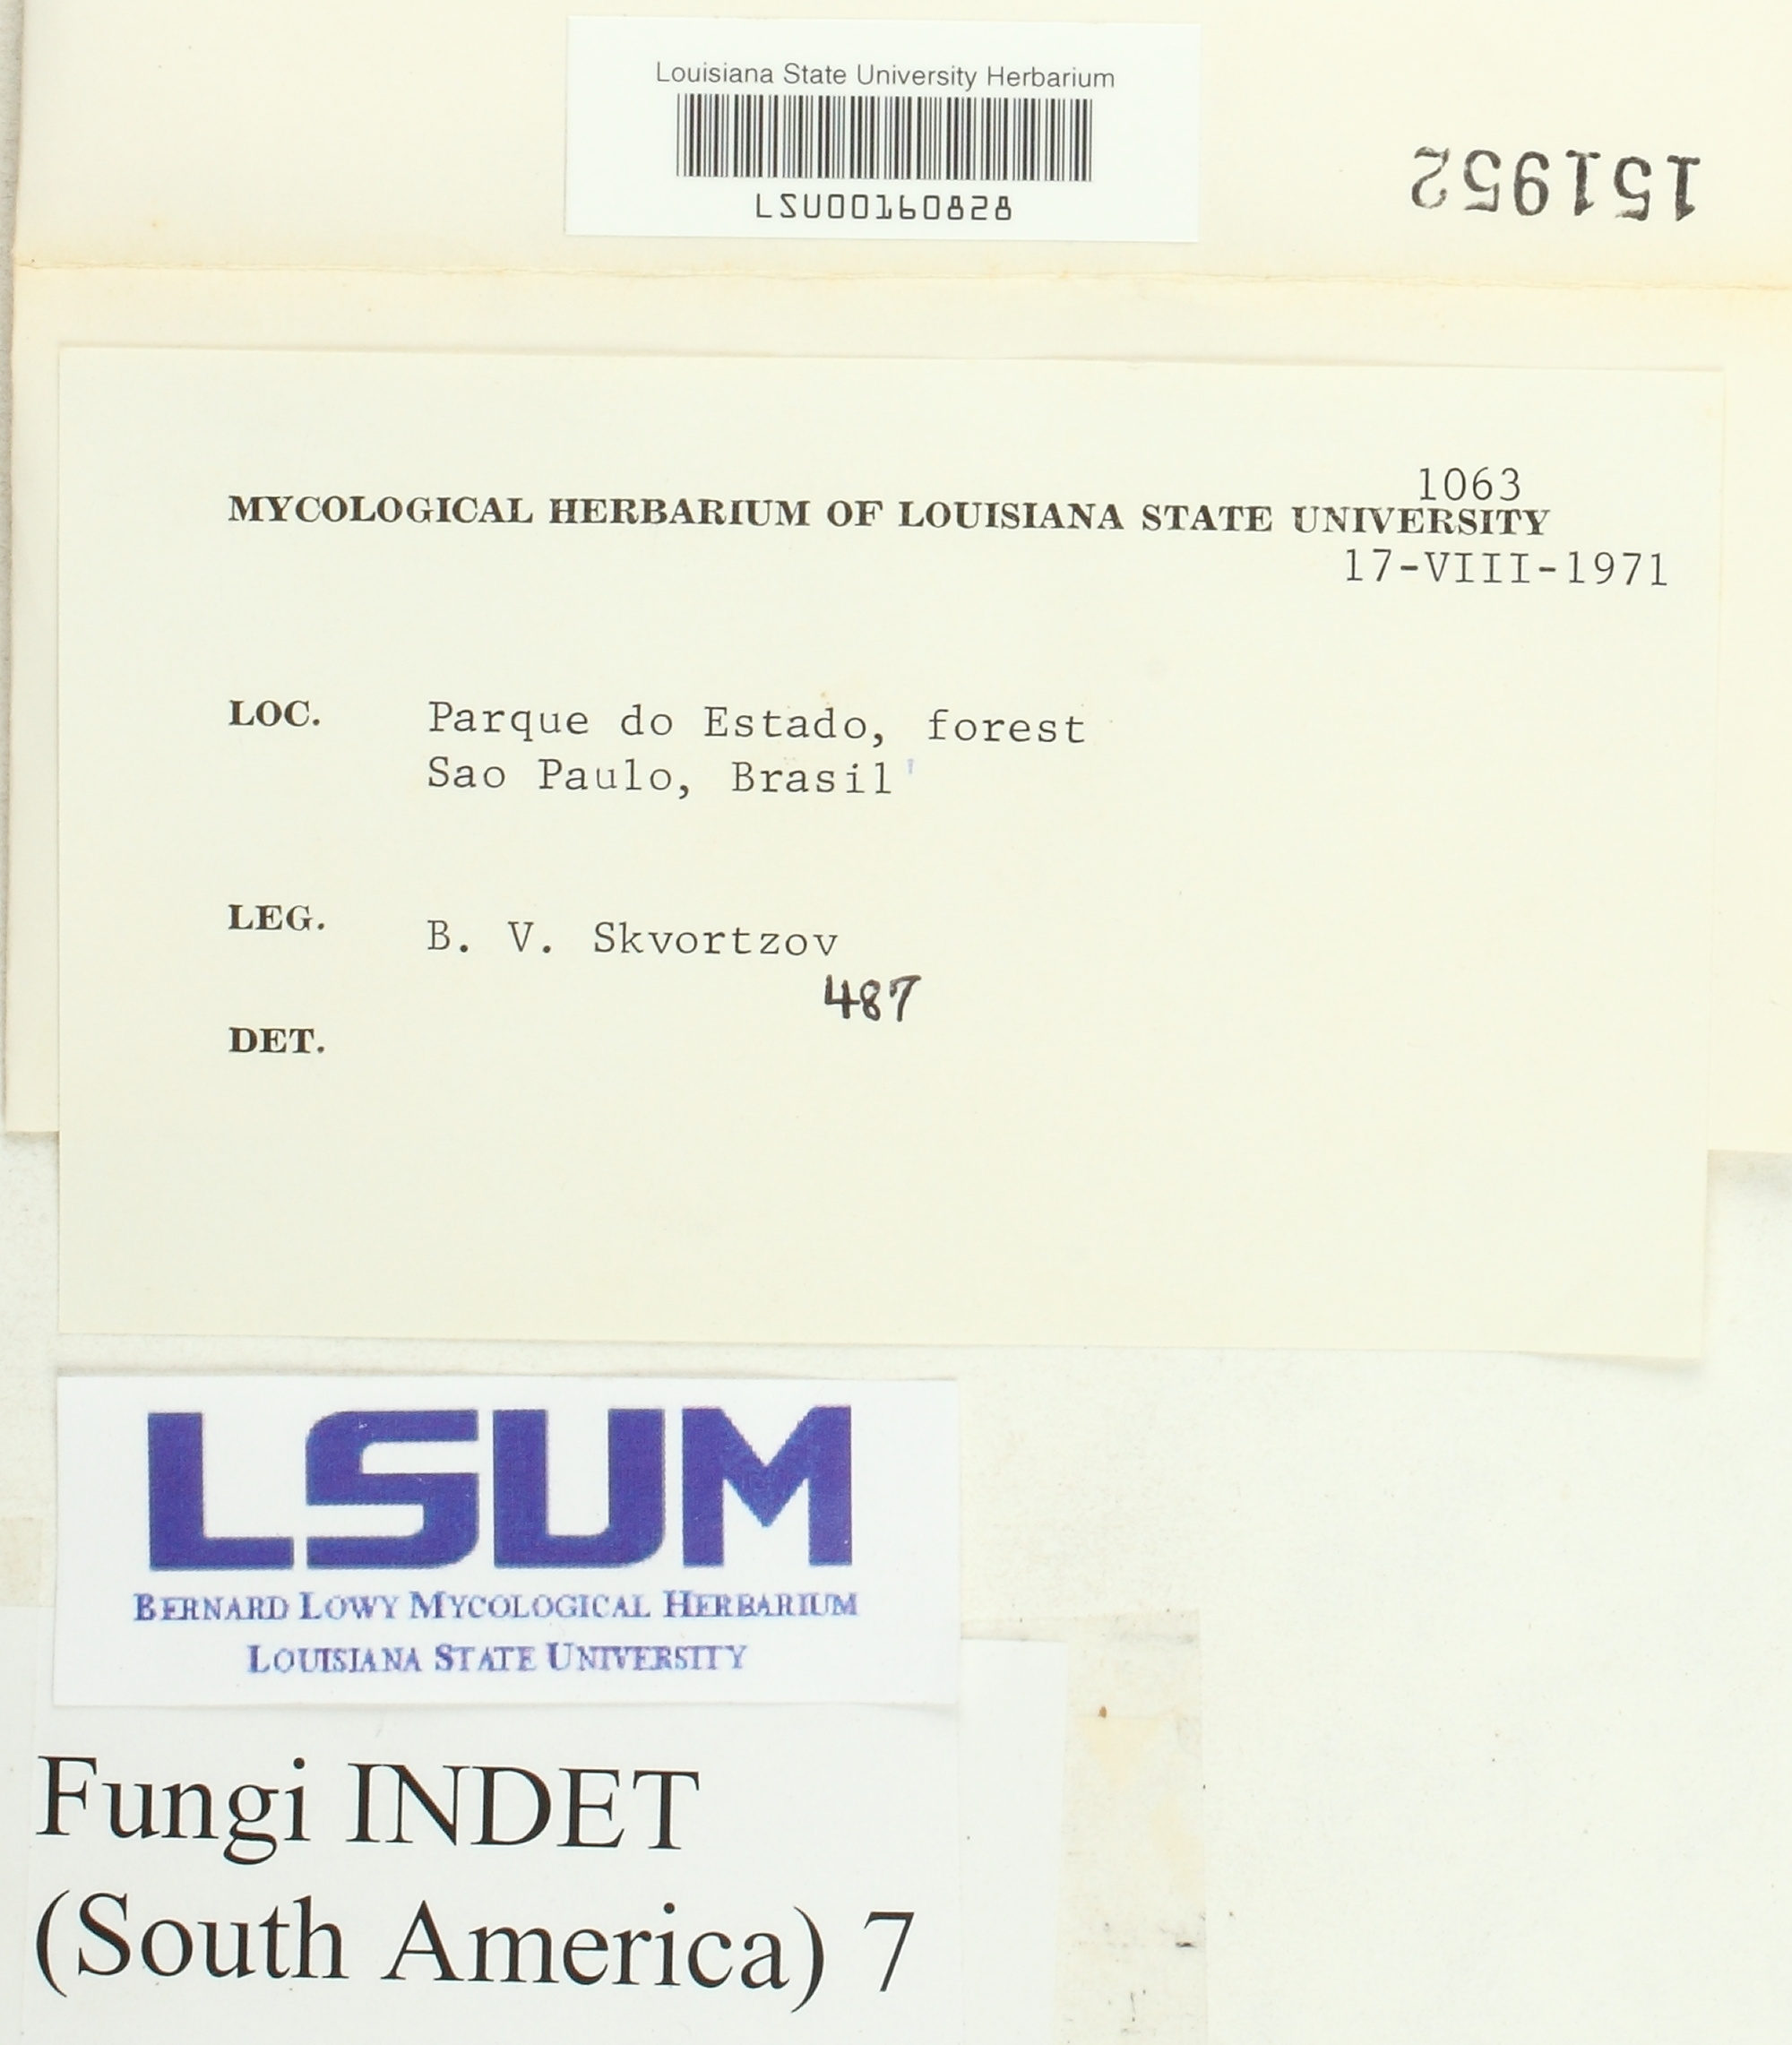 Louisiana State University Herbarium
LSU00160828
151952
1063
MYCOLOGICAL HERBARIUM OF LOUISIANA STATE UNIVERSITY
17-VIII-1971
LOC. Parque do Estado, forest
Sao Paulo, Brasil
LEG. B. V. Skvortzov
487
DET.
LSUM
BERNARD LOWY MYCOLOGICAL HERBARIUM
LOUISIANA STATE UNIVERSITY
Fungi INDET
(South America) 7